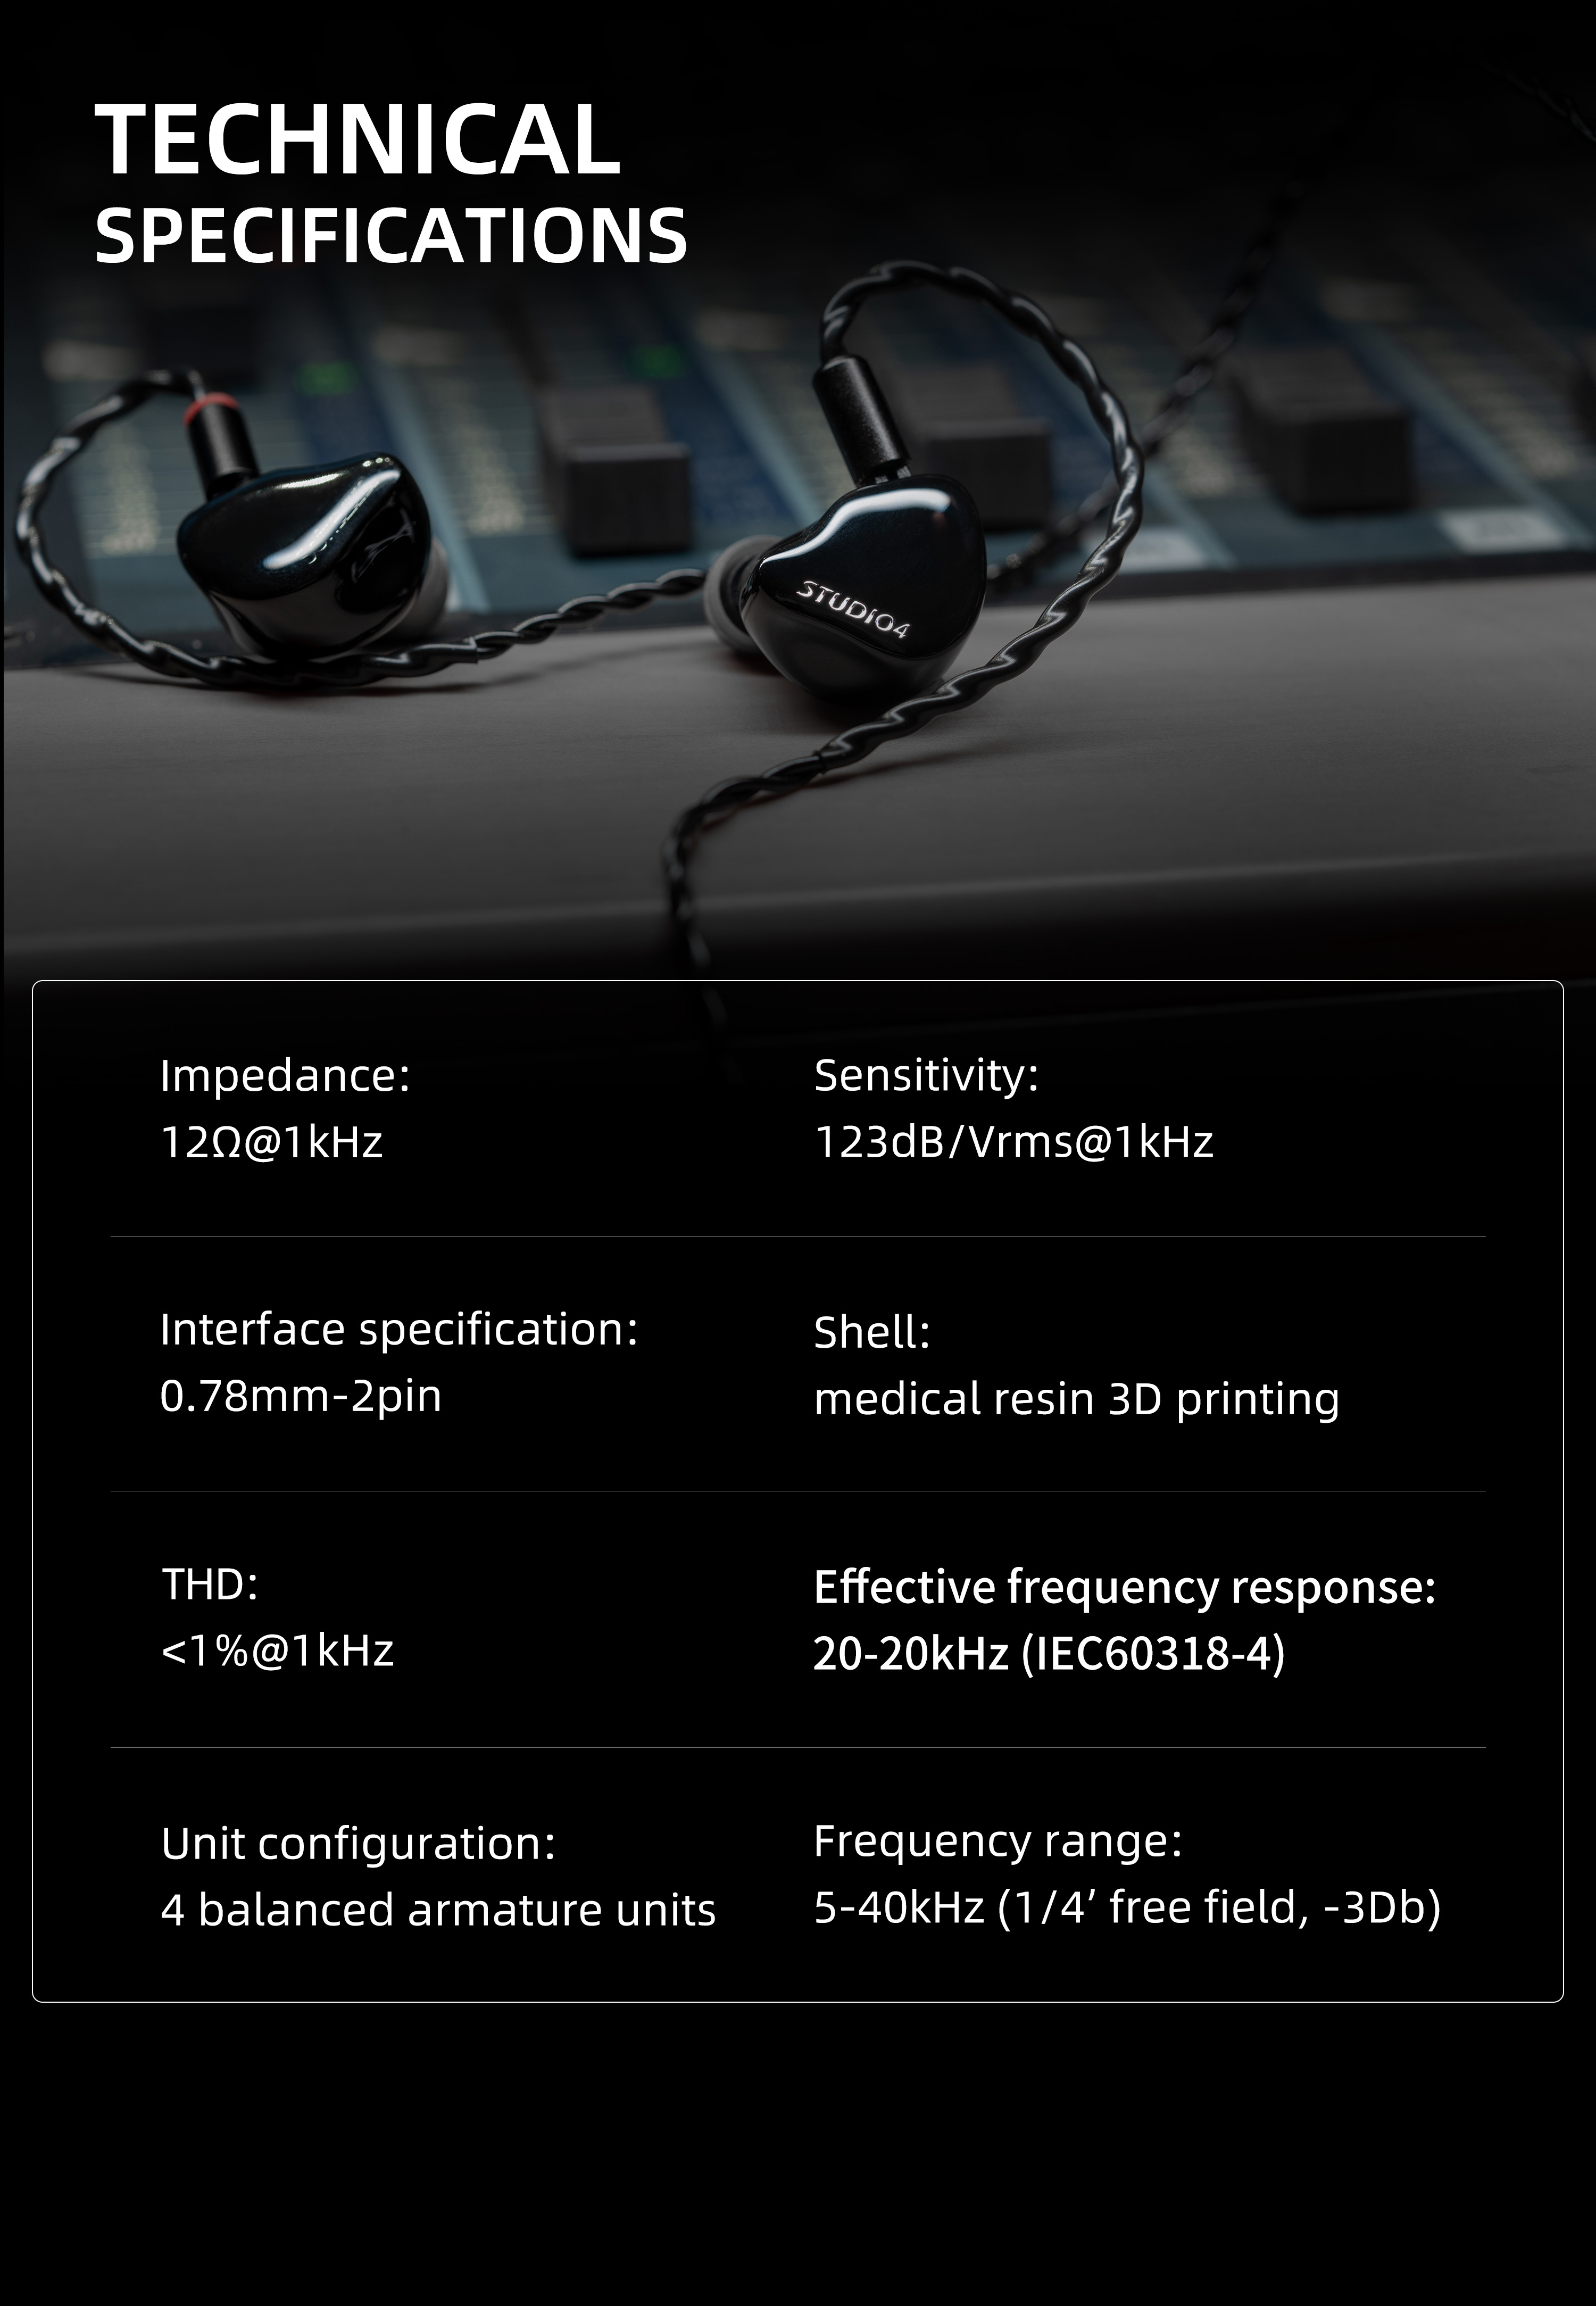 TECHNICAL
SPECIFICATIONS
STUDIO4
Impedance:
12Ω@1kHz
Sensitivity:
123dB/Vrms@1kHz
Interface specification:
0.78mm-2pin
Shell:
medical resin 3D printing
THD:
<1%@1kHz
Effective frequency response:
20-20kHz (IEC60318-4)
Unit configuration:
4 balanced armature units
Frequency range:
5-40kHz (1/4’ free field, -3Db)